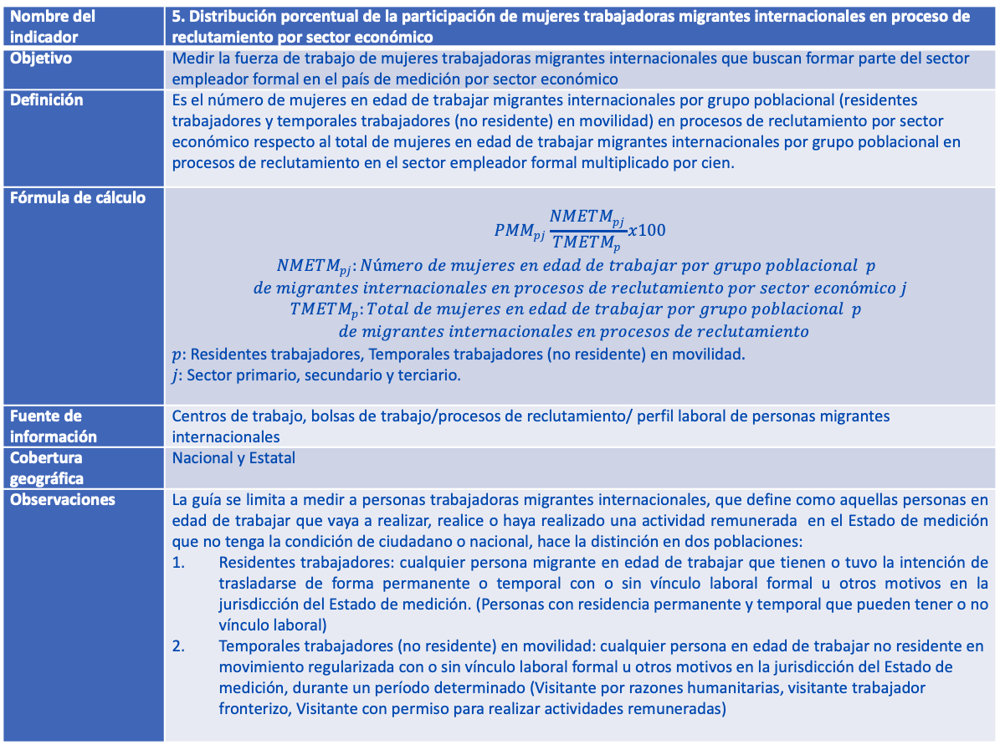 Nombre del indicador
5. Distribución porcentual de la participación de mujeres trabajadoras migrantes internacionales en proceso de
reclutamiento por sector económico
Objetivo
Medir la fuerza de trabajo de mujeres trabajadoras migrantes internacionales que buscan formar parte del sector
empleador formal en el país de medición por sector económico
Definición
Es el número de mujeres en edad de trabajar migrantes internacionales por grupo poblacional (residentes
trabajadores y temporales trabajadores (no residente) en movilidad) en procesos de reclutamiento por sector
económico respecto al total de mujeres en edad de trabajar migrantes internacionales por grupo poblacional en
procesos de reclutamiento en el sector empleador formal multiplicado por cien.
Fórmula de cálculo
PMM_pj NMETM_pj / TMETM_p x100
NMETM_pj: Número de mujeres en edad de trabajar por grupo poblacional p
de migrantes internacionales en procesos de reclutamiento por sector económico j
TMETM_p: Total de mujeres en edad de trabajar por grupo poblacional p
de migrantes internacionales en procesos de reclutamiento
p: Residentes trabajadores, Temporales trabajadores (no residente) en movilidad.
j: Sector primario, secundario y terciario.
Fuente de
información
Centros de trabajo, bolsas de trabajo/procesos de reclutamiento/ perfil laboral de personas migrantes
internacionales
Cobertura
geográfica
Nacional y Estatal
Observaciones
La guía se limita a medir a personas trabajadoras migrantes internacionales, que define como aquellas personas en
edad de trabajar que vaya a realizar, realice o haya realizado una actividad remunerada en el Estado de medición
que no tenga la condición de ciudadano o nacional, hace la distinción en dos poblaciones:
1. Residentes trabajadores: cualquier persona migrante en edad de trabajar que tienen o tuvo la intención de
trasladarse de forma permanente o temporal con o sin vínculo laboral formal u otros motivos en la
jurisdicción del Estado de medición. (Personas con residencia permanente y temporal que pueden tener o no
vínculo laboral)
2. Temporales trabajadores (no residente) en movilidad: cualquier persona en edad de trabajar no residente en
movimiento regularizada con o sin vínculo laboral formal u otros motivos en la jurisdicción del Estado de
medición, durante un período determinado (Visitante por razones humanitarias, visitante trabajador
fronterizo, Visitante con permiso para realizar actividades remuneradas)